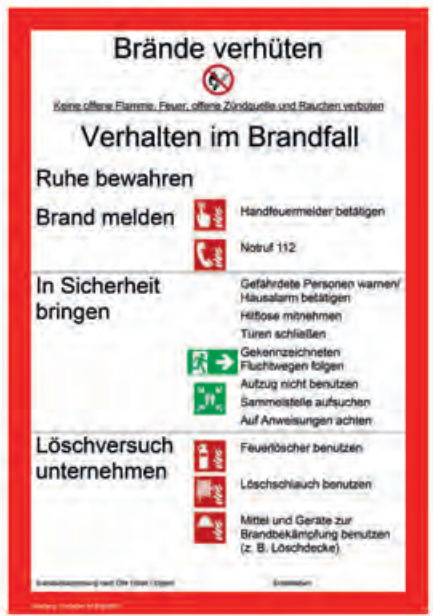 Brände verhüten
Keine offene Flamme, Feuer, offene Zündquelle und Rauchen verboten
Verhalten im Brandfall
Ruhe bewahren
Brand melden
Handfeuermelder betätigen
Notruf 112
In Sicherheit
bringen
Gefährdete Personen warnen/
Hausalarm betätigen
Hilflose mitnehmen
Türen schließen
Gekennzeichneten
Fluchtwegen folgen
Aufzug nicht benutzen
Sammelstelle aufsuchen
Auf Anweisungen achten
Löschversuch
unternehmen
Feuerlöscher benutzen
Löschschlauch benutzen
Mittel und Geräte zur
Brandbekämpfung benutzen
(z. B. Löschdecke)